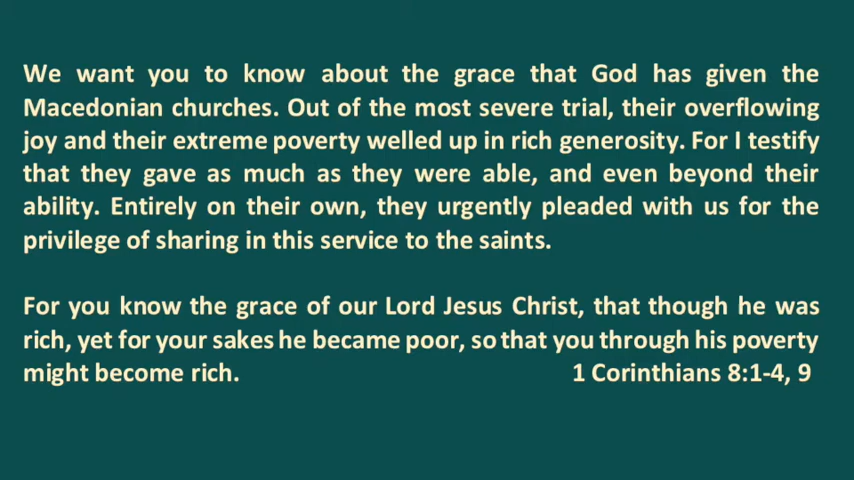 We want you to know about the grace that God has given the
Macedonian churches. Out of the most severe trial, their overflowing
joy and their extreme poverty welled up in rich generosity. For I testify
that they gave as much as they were able, and even beyond their
ability. Entirely on their own, they urgently pleaded with us for the
privilege of sharing in this service to the saints.
For you know the grace of our Lord Jesus Christ, that though he was
rich, yet for your sakes he became poor, so that you through his poverty
might become rich. 1 Corinthians 8:1-4, 9